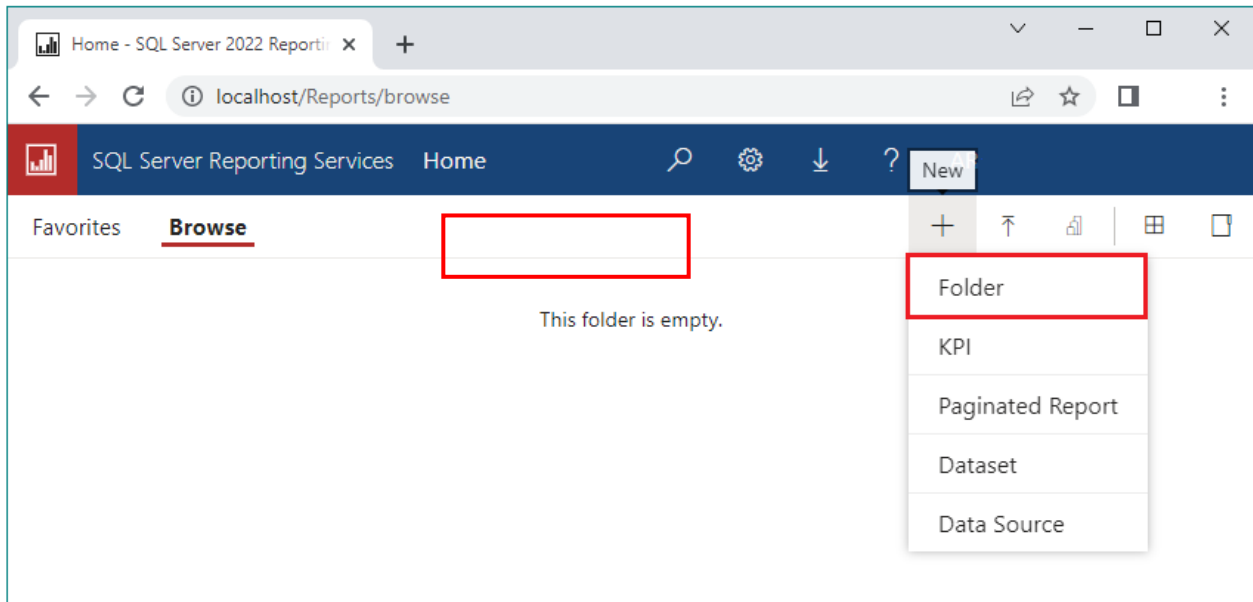 Home - SQL Server 2022 Reportin
localhost/Reports/browse
SQL Server Reporting Services Home
New
Favorites Browse
Folder
This folder is empty.
KPI
Paginated Report
Dataset
Data Source